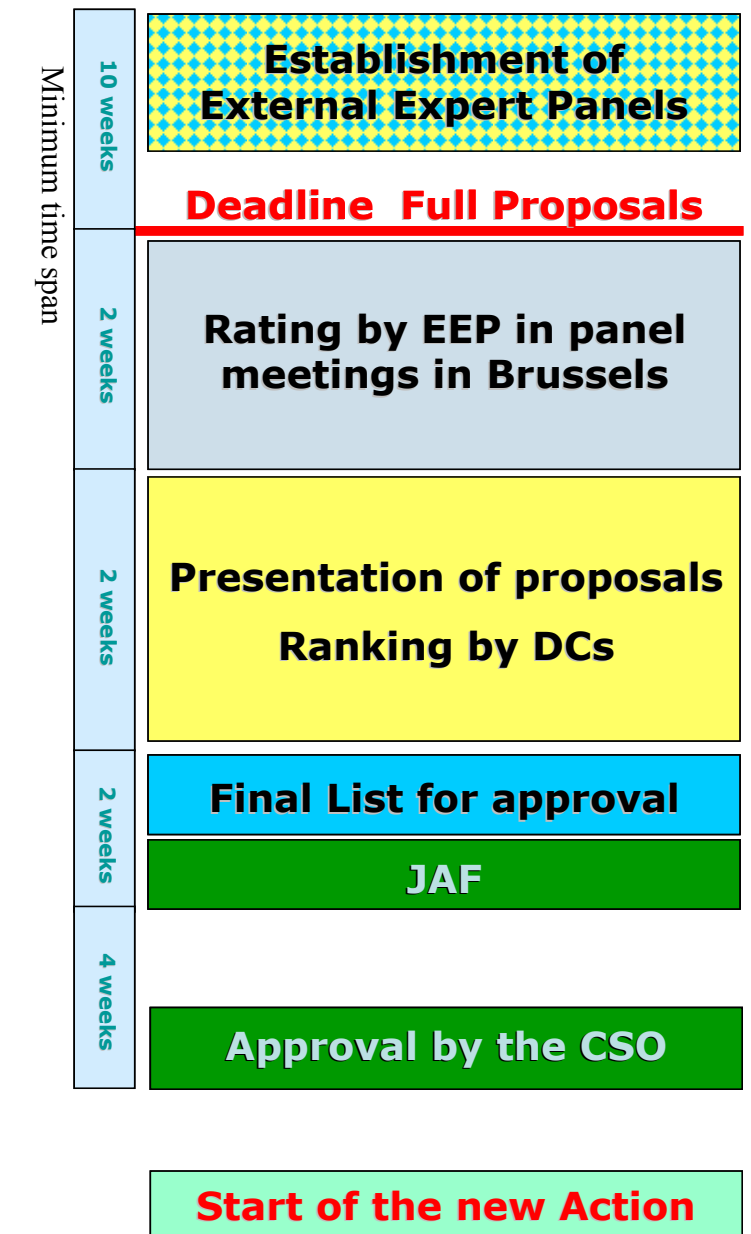 Minimum time span
10 weeks
Establishment of
External Expert Panels
Deadline Full Proposals
2 weeks
Rating by EEP in panel
meetings in Brussels
2 weeks
Presentation of proposals
Ranking by DCs
2 weeks
Final List for approval
JAF
4 weeks
Approval by the CSO
Start of the new Action